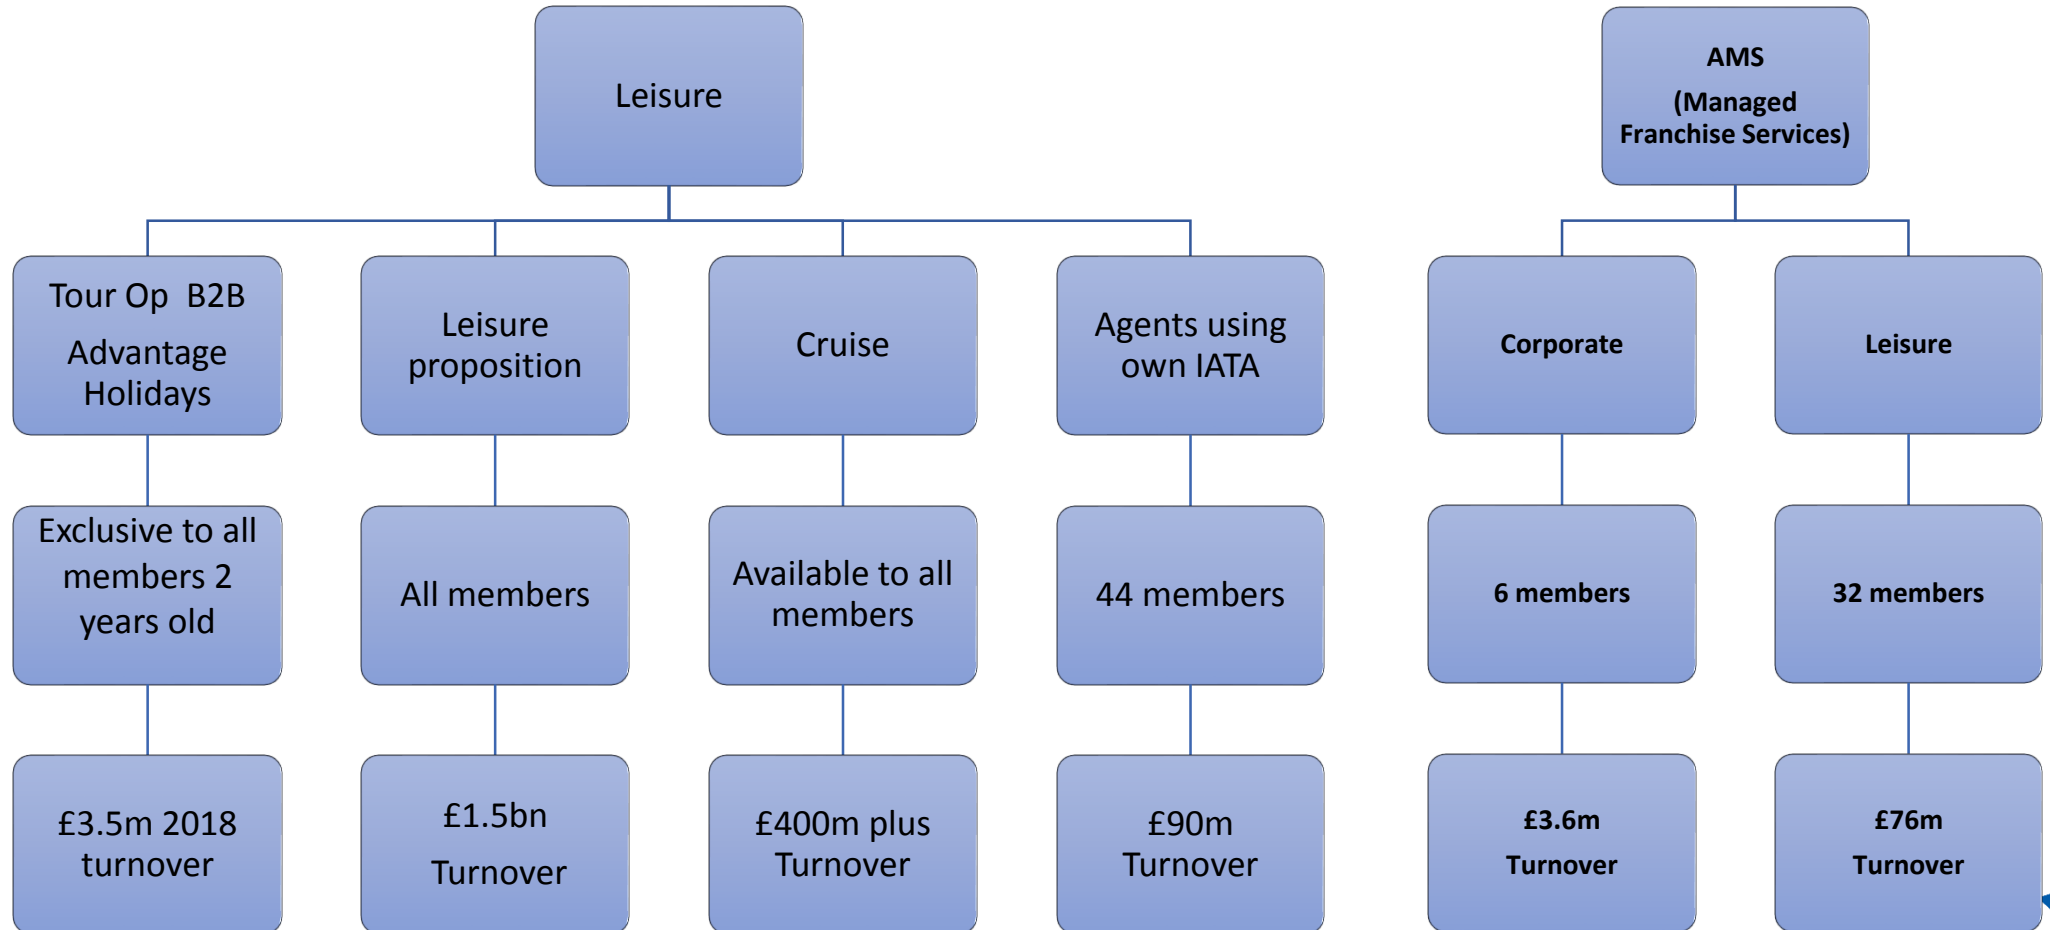 Leisure
AMS
(Managed
Franchise Services)
Tour Op  B2B
Advantage
Holidays
Leisure
proposition
Cruise
Agents using
own IATA
Corporate
Leisure
Exclusive to all
members 2
years old
All members
Available to all
members
44 members
6 members
32 members
£3.5m 2018
turnover
£1.5bn
Turnover
£400m plus
Turnover
£90m
Turnover
£3.6m
Turnover
£76m
Turnover